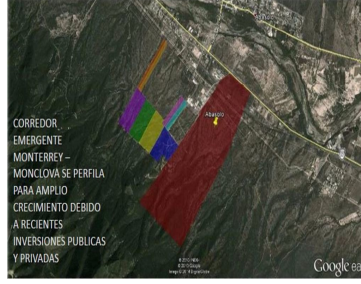 Abasolo
CORREDOR
EMERGENTE
MONTERREY –
MONCLOVA SE PERFILA
PARA AMPLIO
CRECIMIENTO DEBIDO
A RECIENTES
INVERSIONES PUBLICAS
Y PRIVADAS
Google ea